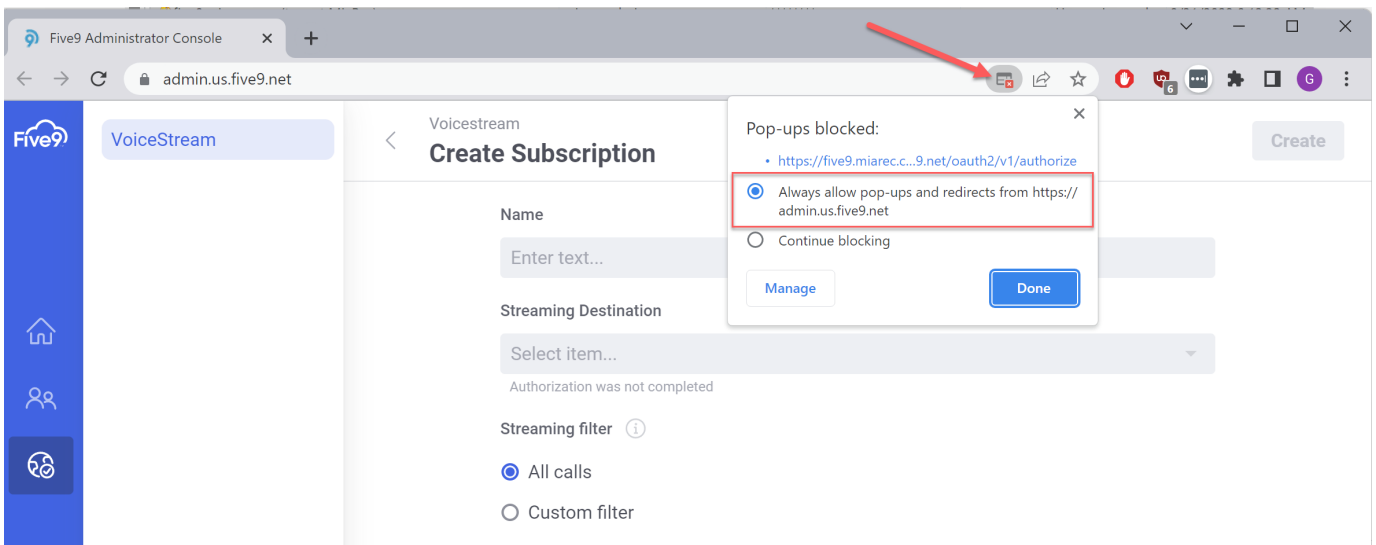 Five9 Administrator Console
admin.us.five9.net
6
G
Five9
VoiceStream
Voicestream
Create Subscription
Create
Pop-ups blocked:
https://five9.miarec.c...9.net/oauth2/v1/authorize
Always allow pop-ups and redirects from https://
admin.us.five9.net
Continue blocking
Manage
Done
Name
Enter text...
Streaming Destination
Select item...
Authorization was not completed
Streaming filter
All calls
Custom filter